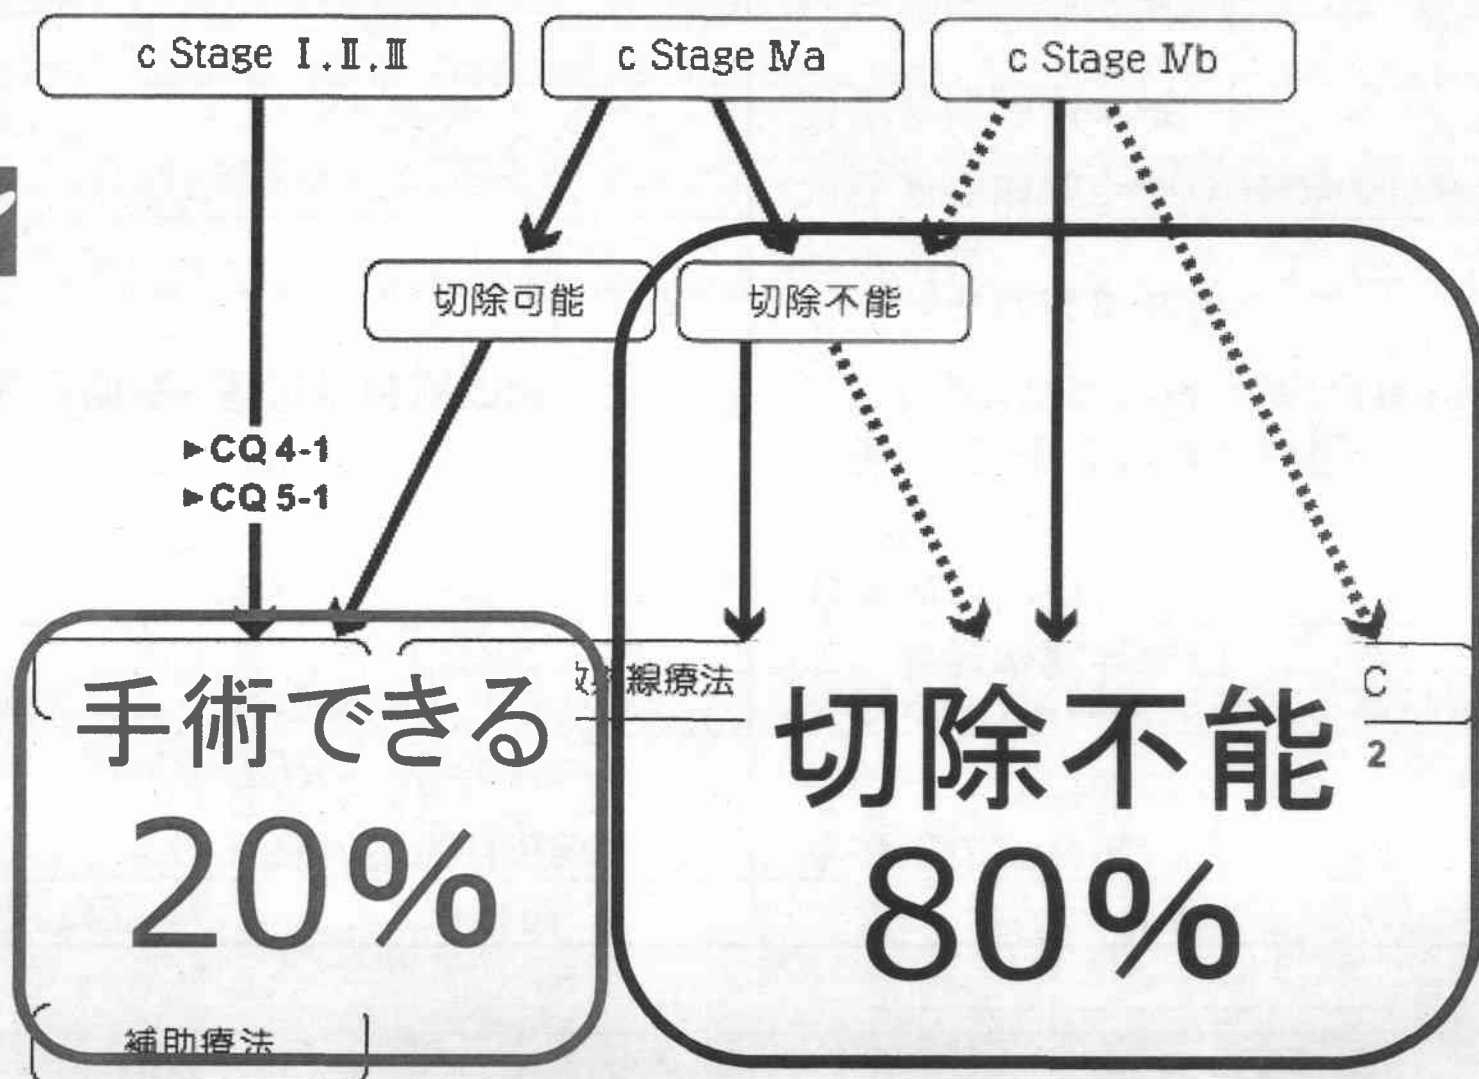 c Stage Ⅰ.Ⅱ.Ⅲ
c Stage Ⅳa
c Stage Ⅳb
切除可能
切除不能
▶CQ 4-1
▶CQ 5-1
線療法
C
2
手術できる
20%
切除不能
80%
補助療法